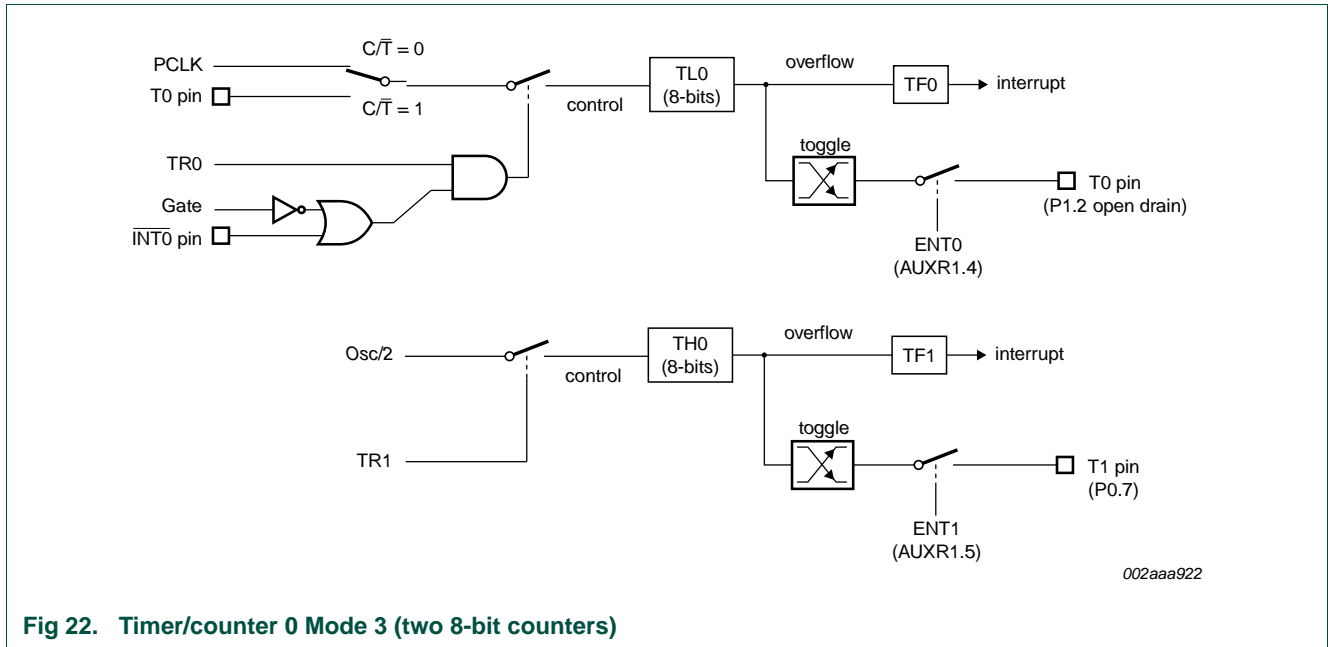 C/T̅ = 0
PCLK
T0 pin
C/T̅ = 1
control
TL0
(8-bits)
overflow
TF0
interrupt
TR0
Gate
I̅N̅T̅0̅ pin
toggle
T0 pin
(P1.2 open drain)
ENT0
(AUXR1.4)
Osc/2
control
TH0
(8-bits)
overflow
TF1
interrupt
TR1
toggle
T1 pin
(P0.7)
ENT1
(AUXR1.5)
002aaa922
Fig 22. Timer/counter 0 Mode 3 (two 8-bit counters)